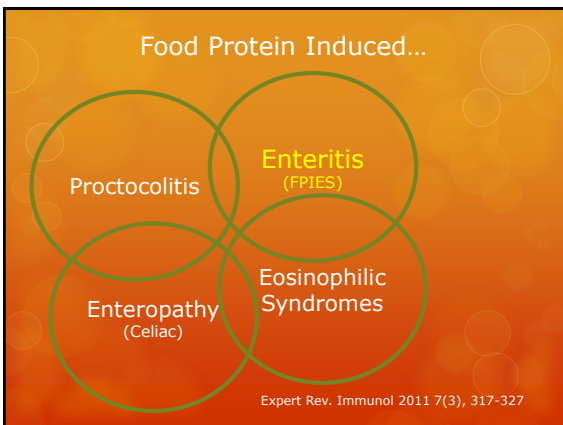 Food Protein Induced…
Proctocolitis
Enteritis
(FPIES)
Enteropathy
(Celiac)
Eosinophilic
Syndromes
Expert Rev. Immunol 2011 7(3), 317-327